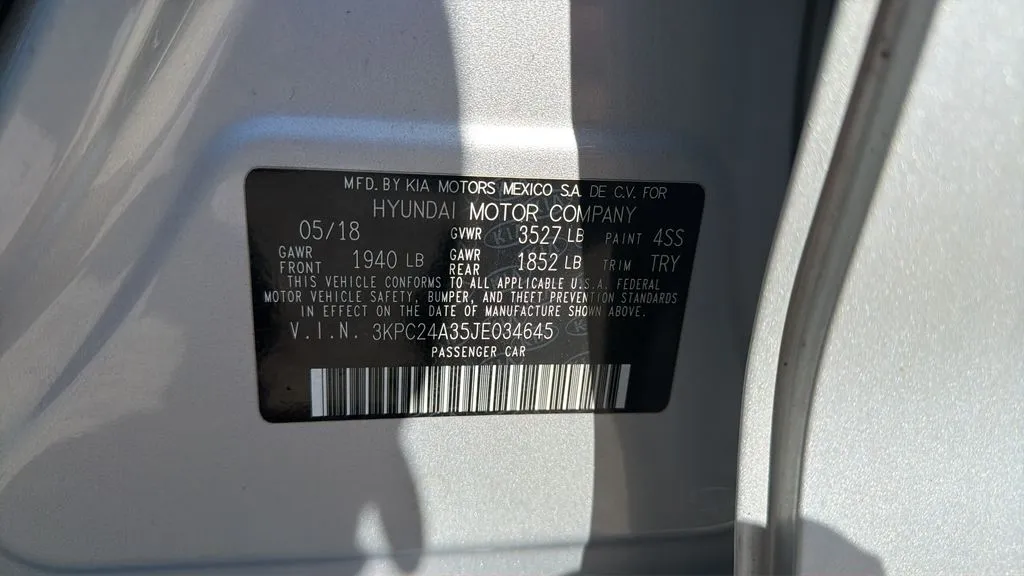 MFD. BY KIA MOTORS MEXICO S.A. DE C.V. FOR
HYUNDAI MOTOR COMPANY
05/18 GVWR 3527 LB PAINT 4SS
GAWR FRONT 1940 LB GAWR REAR 1852 LB TRIM TRY
THIS VEHICLE CONFORMS TO ALL APPLICABLE U.S.A. FEDERAL
MOTOR VEHICLE SAFETY, BUMPER, AND THEFT PREVENTION STANDARDS
IN EFFECT ON THE DATE OF MANUFACTURE SHOWN ABOVE.
V.I.N. 3KPC24A35JE034645
PASSENGER CAR